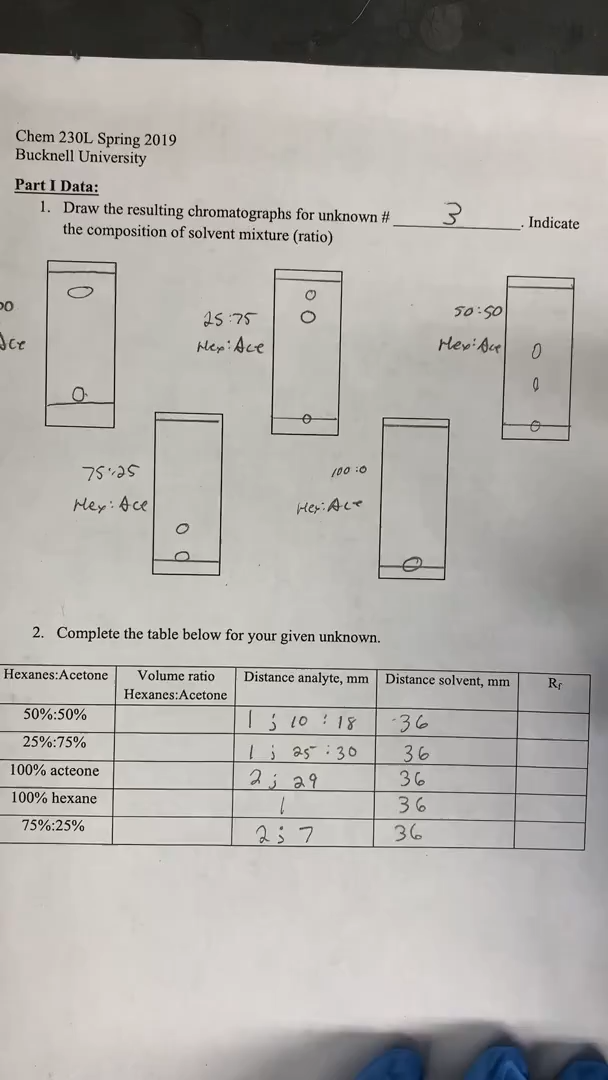 Chem 230L Spring 2019
Bucknell University
Part I Data:
1. Draw the resulting chromatographs for unknown # 3. Indicate
the composition of solvent mixture (ratio)
Ace
25:75
Hex:Ace
50:50
Hex:Ace
75:25
Hex:Ace
100:0
Hex:Ace
2. Complete the table below for your given unknown.
Hexanes:Acetone Volume ratio Hexanes:Acetone Distance analyte, mm Distance solvent, mm Rf
50%:50% 1 ; 10 : 18 36
25%:75% 1 ; 25 : 30 36
100% acteone 2 ; 29 36
100% hexane 1 36
75%:25% 2 ; 7 36